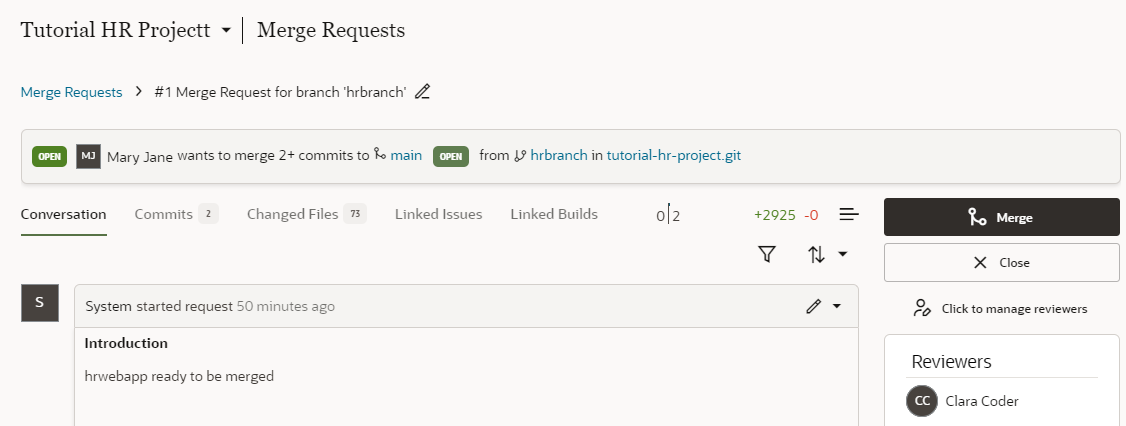 Tutorial HR Projectt Merge Requests
Merge Requests > #1 Merge Request for branch 'hrbranch'
OPEN MJ Mary Jane wants to merge 2+ commits to main OPEN from hrbranch in tutorial-hr-project.git
Conversation Commits 2 Changed Files 73 Linked Issues Linked Builds 0|2 +2925 -0
Merge
Close
S
System started request 50 minutes ago
Click to manage reviewers
Introduction
hrwebapp ready to be merged
Reviewers
CC Clara Coder